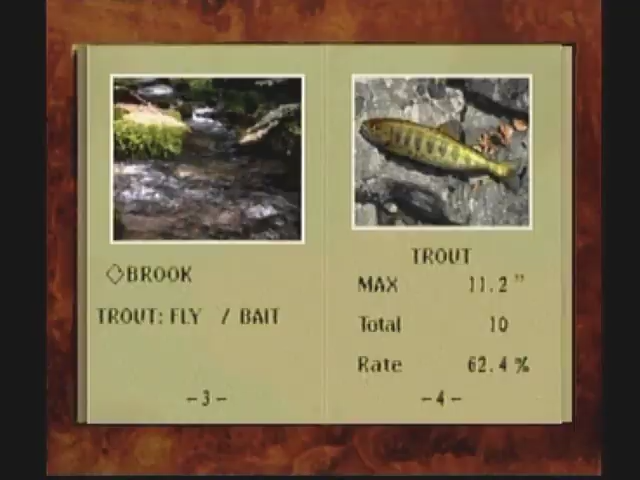 ◇BROOK
TROUT: FLY / BAIT
-3-
TROUT
MAX 11.2"
Total 10
Rate 62.4%
-4-